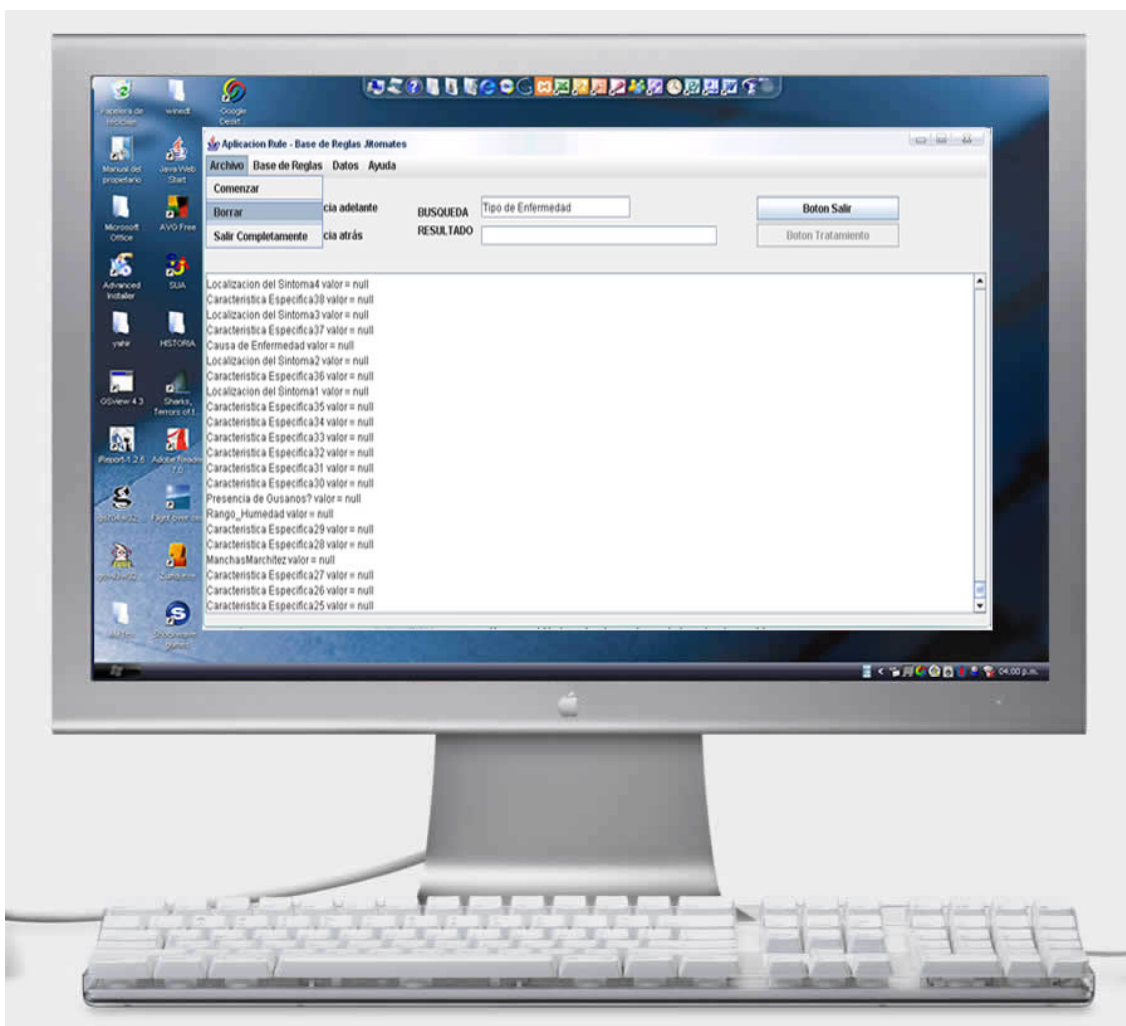 Papelera de
reciclaje
winedt
Google
Manual del
propietario
Java Web
Start
Microsoft
Office
AVG Free
Advanced
Installer
SUA
yahir
HISTORIA
GSview 4.3
Sharks,
Terrors of t...
iReport-1.2.6
Adobe Reader
7.0
Aplicacion Rule - Base de Reglas Jitomates
Archivo Base de Reglas Datos Ayuda
Comenzar
Borrar
Salir Completamente
cia adelante
cia atrás
BUSQUEDA Tipo de Enfermedad
RESULTADO
Boton Salir
Boton Tratamiento
Localizacion del Sintoma4 valor = null
Caracteristica Especifica38 valor = null
Localizacion del Sintoma3 valor = null
Caracteristica Especifica37 valor = null
Causa de Enfermedad valor = null
Localizacion del Sintoma2 valor = null
Caracteristica Especifica36 valor = null
Localizacion del Sintoma1 valor = null
Caracteristica Especifica35 valor = null
Caracteristica Especifica34 valor = null
Caracteristica Especifica33 valor = null
Caracteristica Especifica32 valor = null
Caracteristica Especifica31 valor = null
Caracteristica Especifica30 valor = null
Presencia de Gusanos? valor = null
Rango_Humedad valor = null
Caracteristica Especifica29 valor = null
Caracteristica Especifica28 valor = null
ManchasMarchitez valor = null
Caracteristica Especifica27 valor = null
Caracteristica Especifica26 valor = null
Caracteristica Especifica25 valor = null
04:00 p.m.